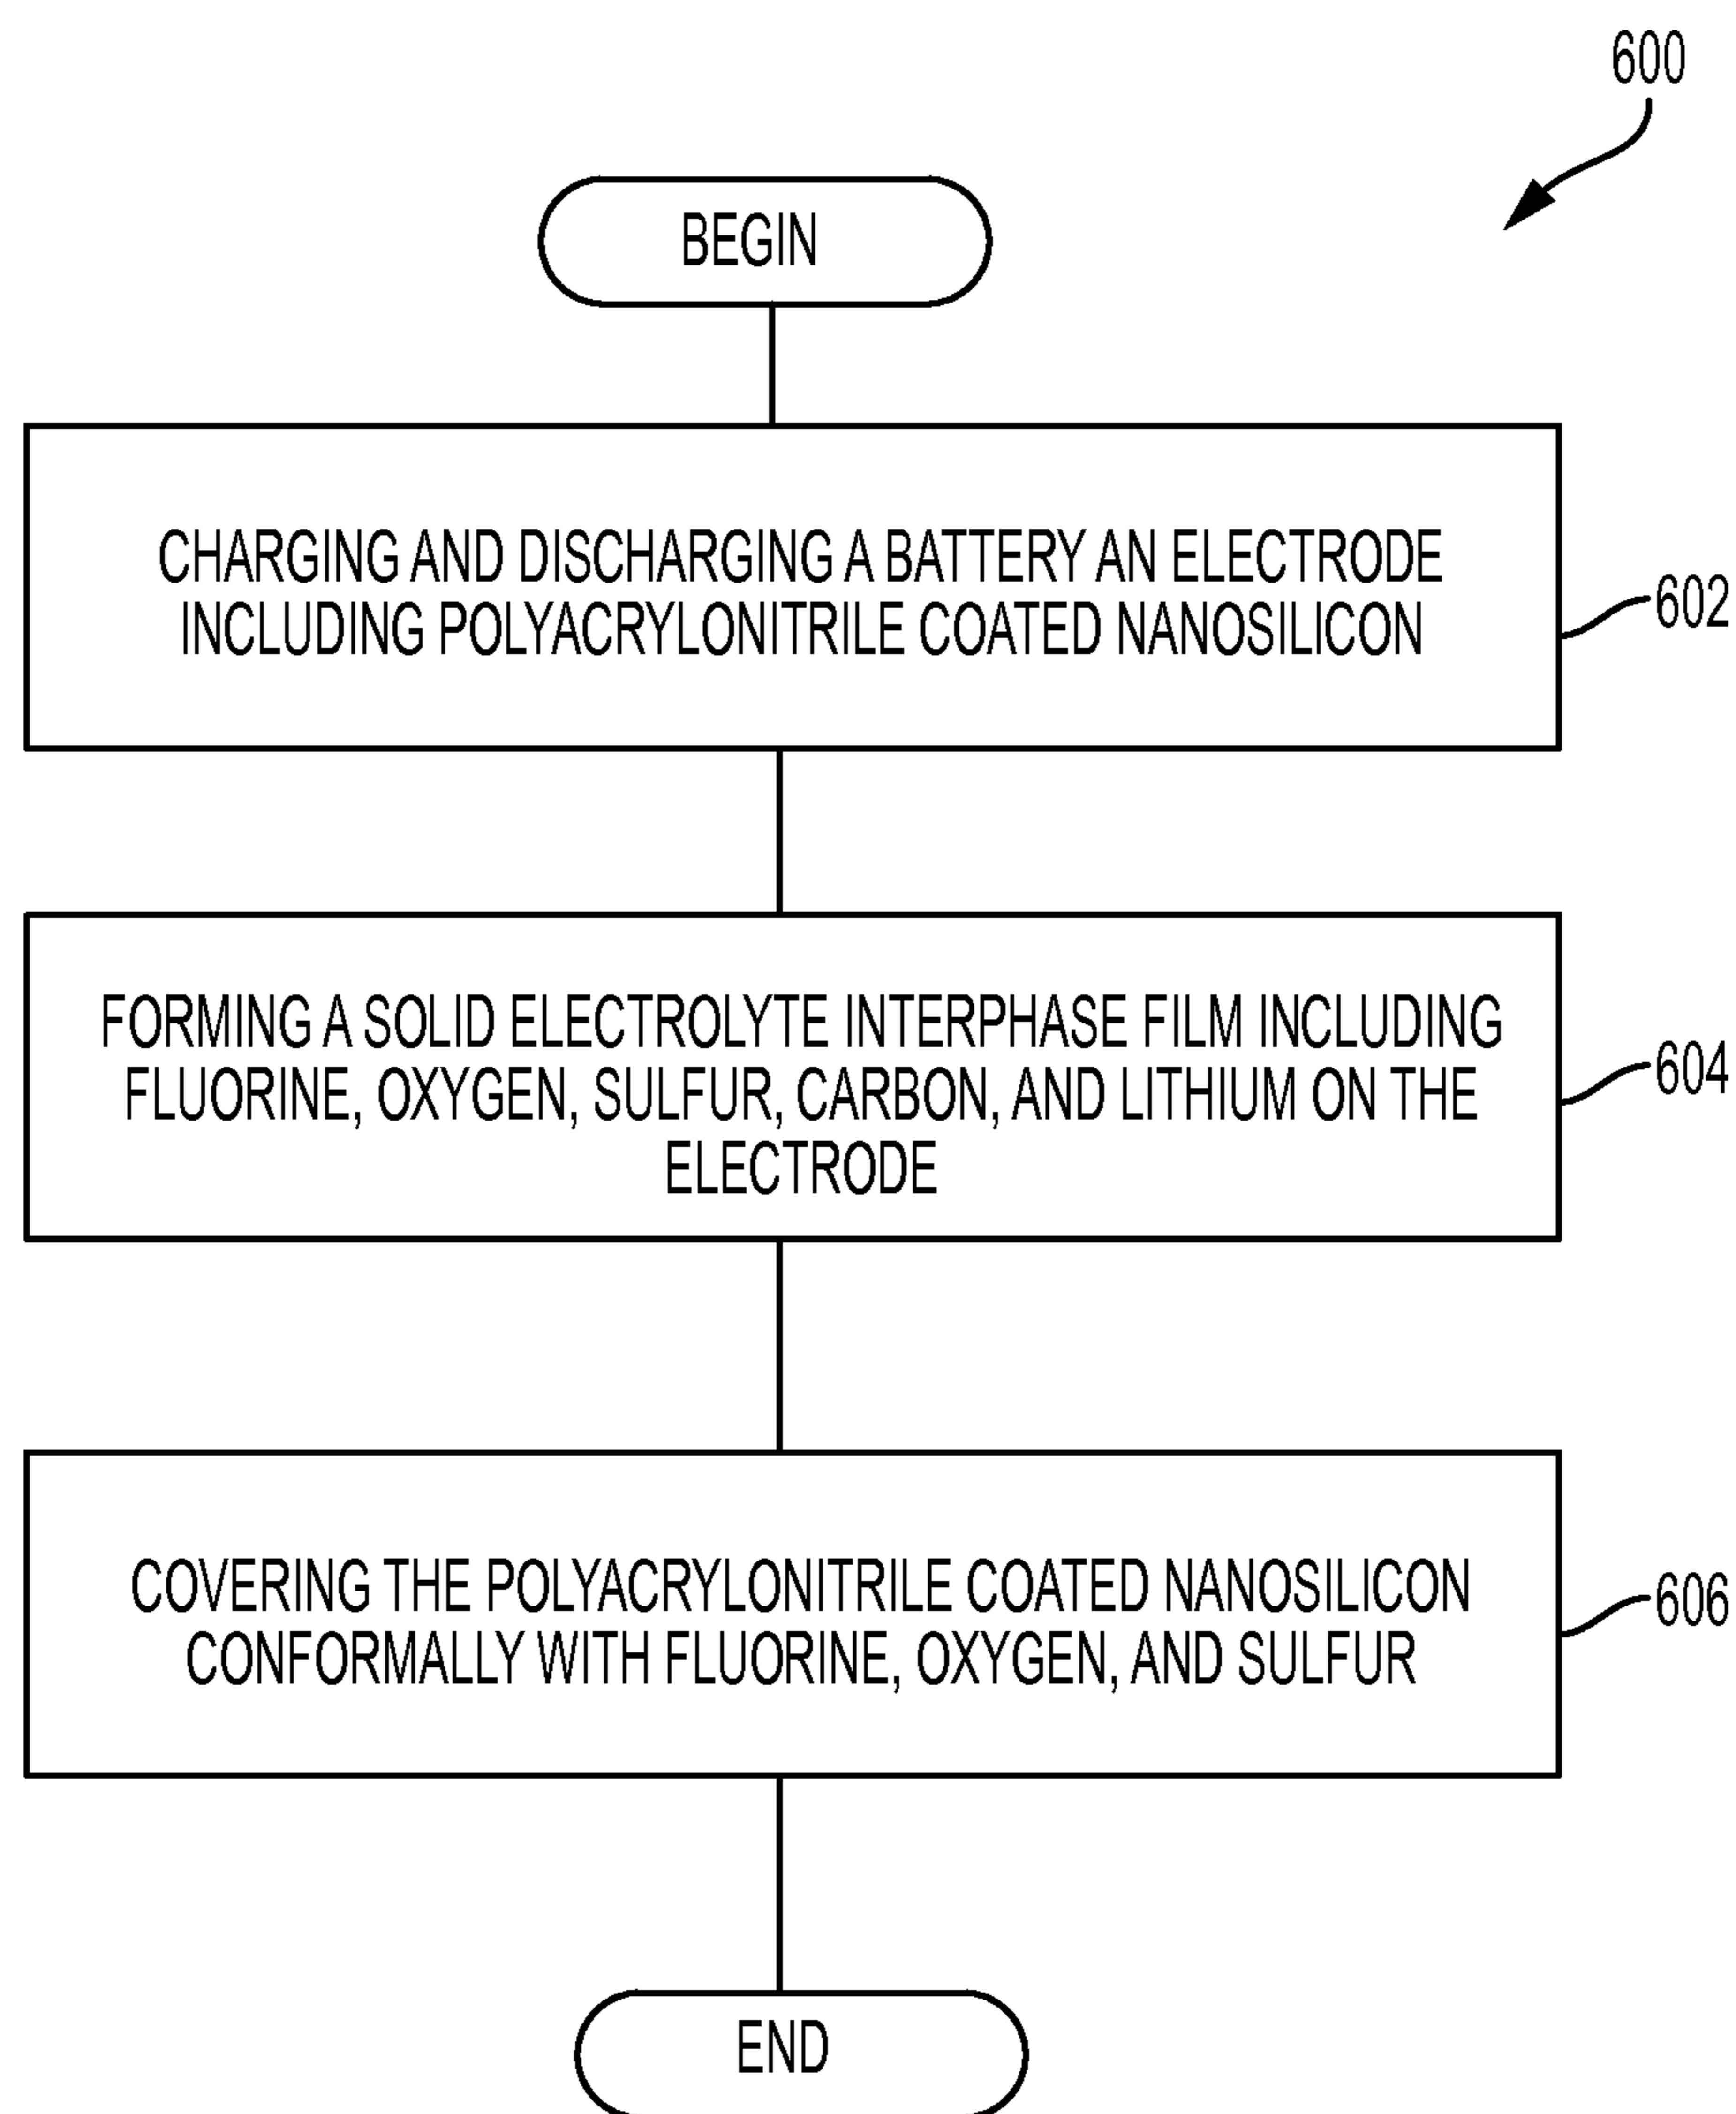 600
BEGIN
CHARGING AND DISCHARGING A BATTERY AN ELECTRODE
INCLUDING POLYACRYLONITRILE COATED NANOSILICON
602
FORMING A SOLID ELECTROLYTE INTERPHASE FILM INCLUDING
FLUORINE, OXYGEN, SULFUR, CARBON, AND LITHIUM ON THE
ELECTRODE
604
COVERING THE POLYACRYLONITRILE COATED NANOSILICON
CONFORMALLY WITH FLUORINE, OXYGEN, AND SULFUR
606
END